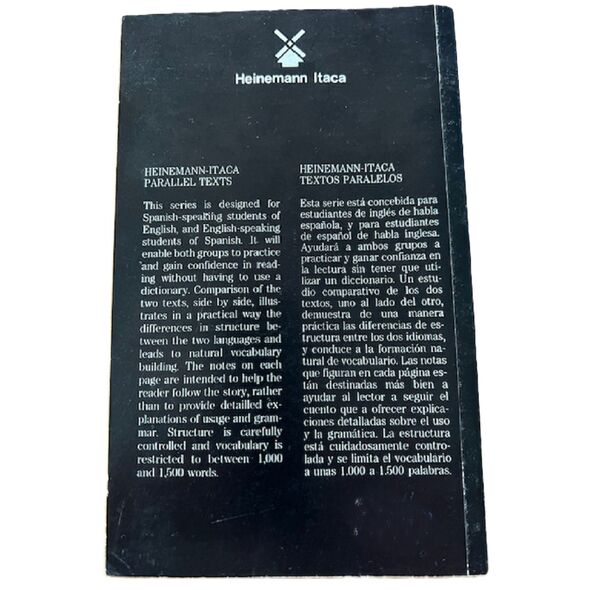 Heinemann Itaca
HEINEMANN-ITACA
PARALLEL TEXTS
This series is designed for
Spanish-speaking students of
English, and English-speaking
students of Spanish. It will
enable both groups to practice
and gain confidence in read-
ing without having to use a
dictionary. Comparison of the
two texts, side by side, illus-
trates in a practical way the
differences in structure be-
tween the two languages and
leads to natural vocabulary
building. The notes on each
page are intended to help the
reader follow the story, rather
than to provide detailled ex-
planations of usage and gram-
mar. Structure is carefully
controlled and vocabulary is
restricted to between 1,000
and 1,500 words.
HEINEMANN-ITACA
TEXTOS PARALELOS
Esta serie está concebida para
estudiantes de inglés de habla
española, y para estudiantes
de español de habla inglesa.
Ayudará a ambos grupos a
practicar y ganar confianza en
la lectura sin tener que uti-
lizar un diccionario. Un estu-
dio comparativo de los dos
textos, uno al lado del otro,
demuestra de una manera
práctica las diferencias de es-
tructura entre los dos idiomas,
y conduce a la formación na-
tural de vocabulario. Las notas
que figuran en cada página es-
tán destinadas más bien a
ayudar al lector a seguir el
cuento que a ofrecer explica-
ciones detalladas sobre el uso
y la gramática. La estructura
está cuidadosamente contro-
lada y se limita el vocabulario
a unas 1.000 a 1.500 palabras.